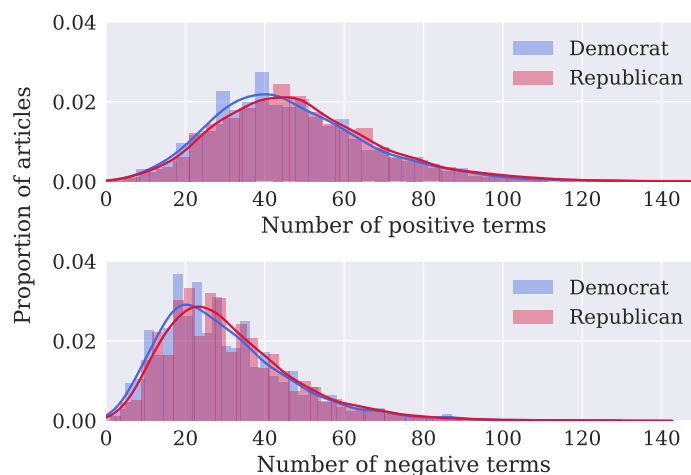 0.04
Democrat
Republican
0.02
0.00
0 20 40 60 80 100 120 140
Number of positive terms
Proportion of articles
0.04
Democrat
Republican
0.02
0.00
0 20 40 60 80 100 120 140
Number of negative terms